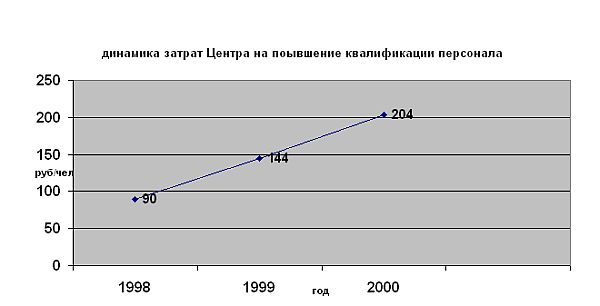 динамика затрат Центра на поывшение квалификации персонала
250
200
150
100
50
0
руб/чел
90
144
204
1998 1999 2000
год